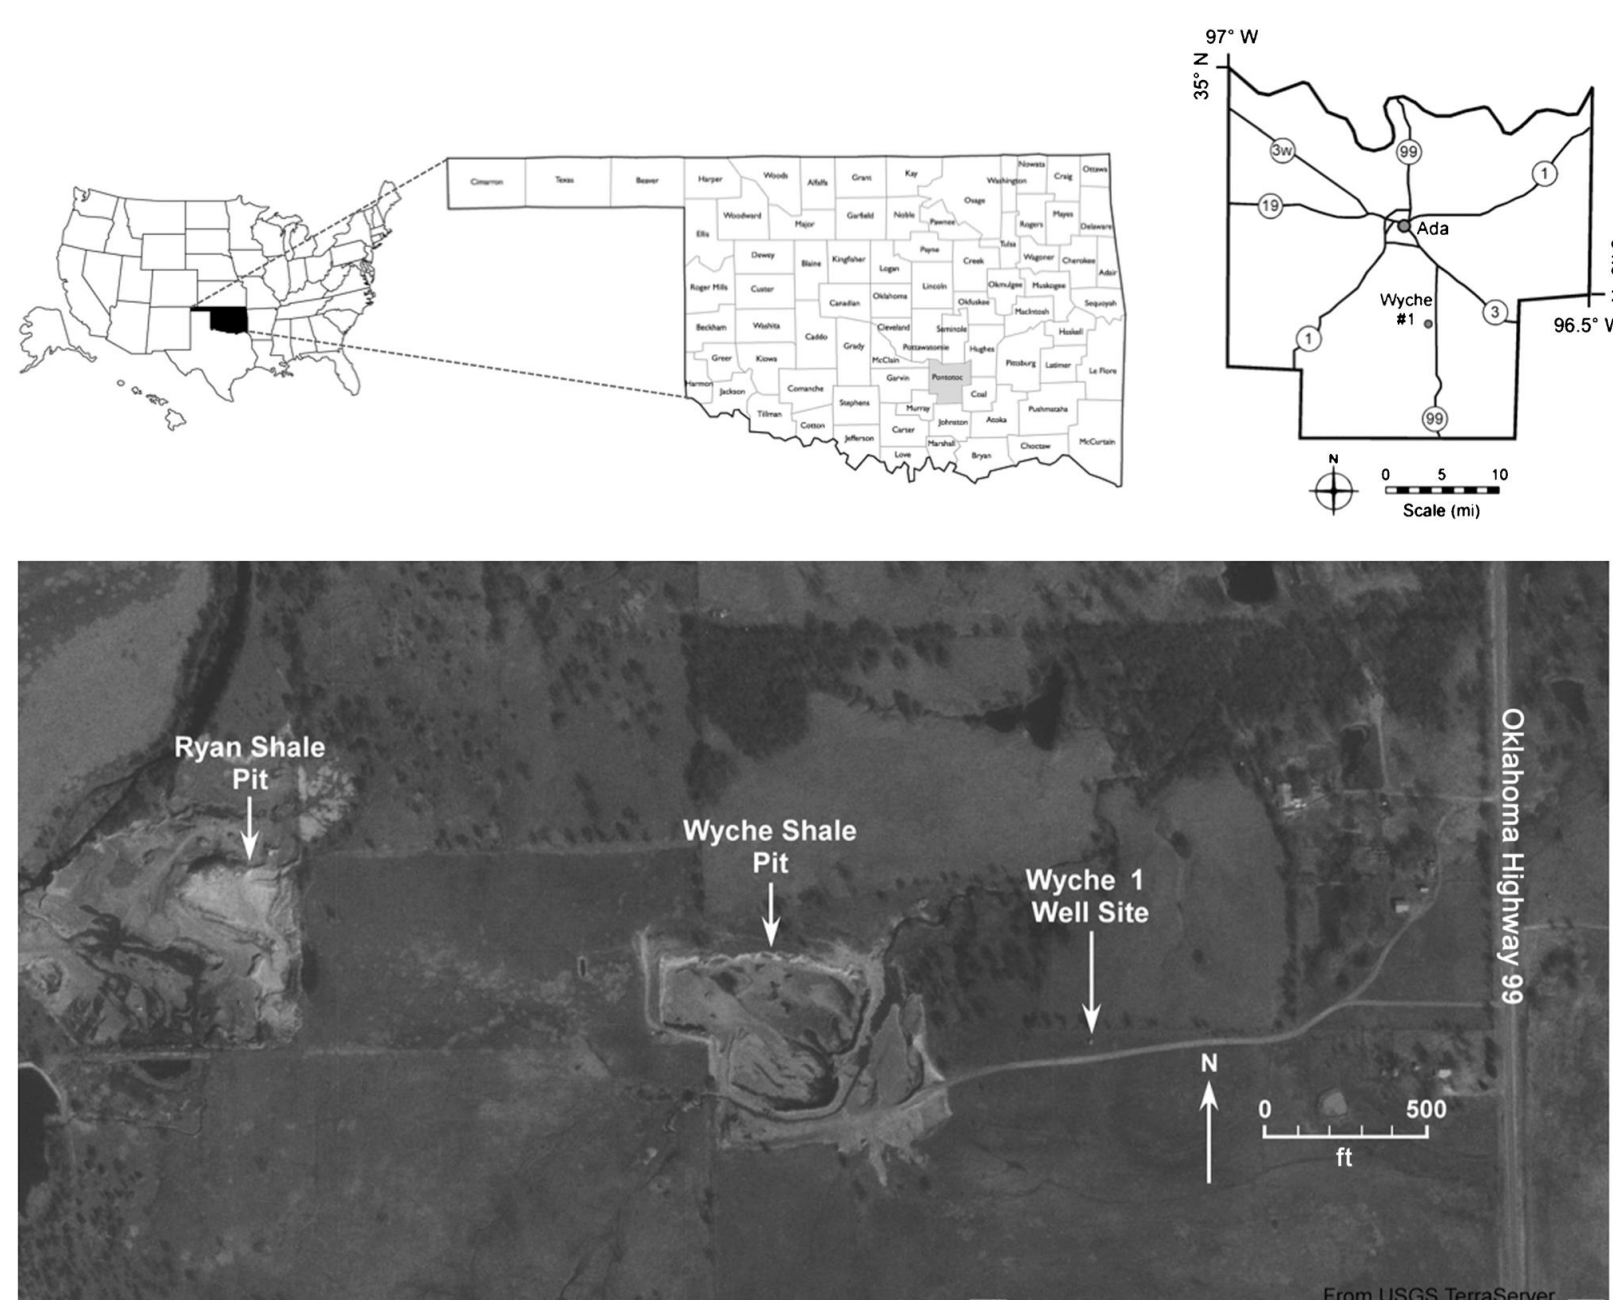 97° W
35° N
Cimarron
Texas
Beaver
Harper
Woods
Alfalfa
Grant
Kay
Washington
Nowata
Craig
Ottawa
Osage
Woodward
Major
Garfield
Noble
Pawnee
Rogers
Mayes
Delaware
Ellis
Tulsa
Dewey
Blaine
Kingfisher
Logan
Payne
Creek
Wagoner
Cherokee
Adair
Roger Mills
Custer
Canadian
Oklahoma
Lincoln
Okfuskee
Okmulgee
Muskogee
Sequoyah
MacIntosh
Beckham
Washita
Caddo
Grady
Cleveland
Pottawatomie
Seminole
Hughes
Haskell
McClain
Pittsburg
Latimer
Le Flore
Greer
Kiowa
Garvin
Pontotoc
Harmon
Jackson
Comanche
Stephens
Murray
Coal
Tillman
Cotton
Carter
Johnston
Atoka
Pushmataha
Jefferson
Love
Marshall
Bryan
Choctaw
McCurtain
3w
99
1
19
Ada
Wyche
#1
3
1
99
96.5° W
N
0 5 10
Scale (mi)
Ryan Shale
Pit
Wyche Shale
Pit
Wyche 1
Well Site
Oklahoma Highway 99
N
0 500
ft
From USGS TerraServer